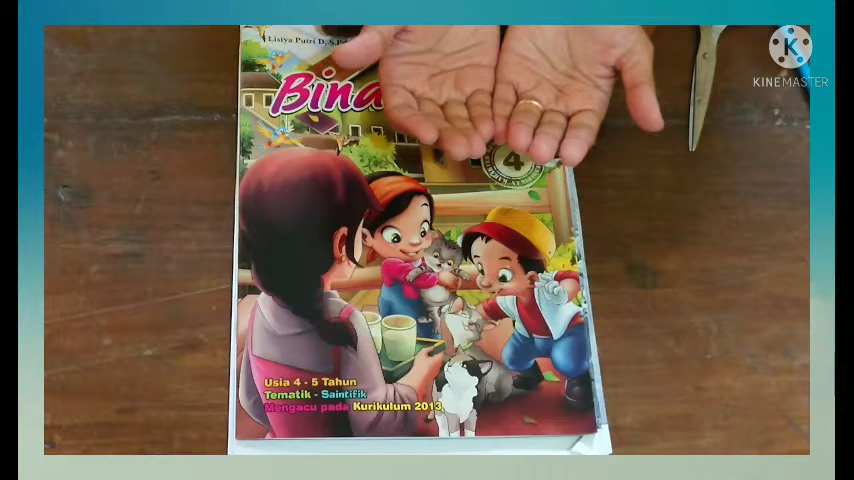 Listya Putri D, S.Pd
Bina
4
Usia 4 - 5 Tahun
Tematik - Saintifik
Mengacu pada Kurikulum 2013
K
KINEMASTER